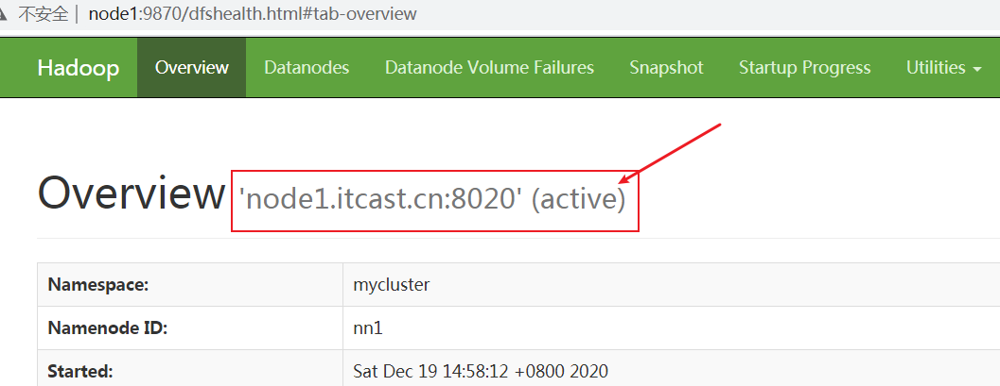 不安全 node1:9870/dfshealth.html#tab-overview
Hadoop Overview Datanodes Datanode Volume Failures Snapshot Startup Progress Utilities
Overview 'node1.itcast.cn:8020' (active)
Namespace: mycluster
Namenode ID: nn1
Started: Sat Dec 19 14:58:12 +0800 2020